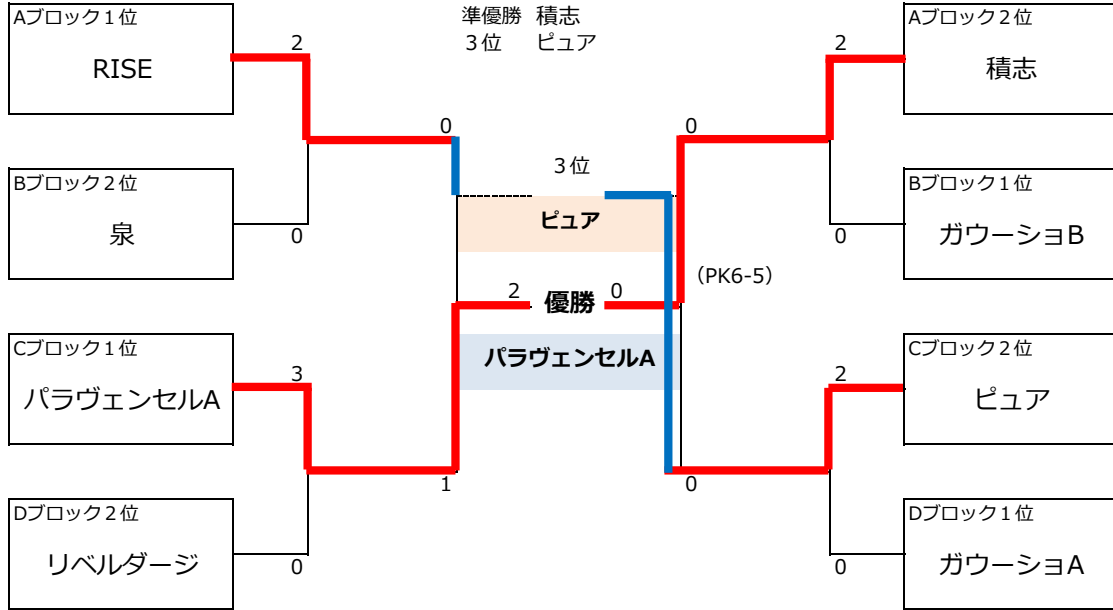 準優勝 積志
３位 ピュア
Aブロック１位
RISE
2
2
Aブロック２位
積志
0
0
Bブロック２位
泉
0
３位
ピュア
Bブロック１位
ガウーショB
0
(PK6-5)
2
優勝
0
パラヴェンセルA
Cブロック１位
パラヴェンセルA
3
2
Cブロック２位
ピュア
1
0
Dブロック２位
リベルダージ
0
Dブロック１位
ガウーショA
0